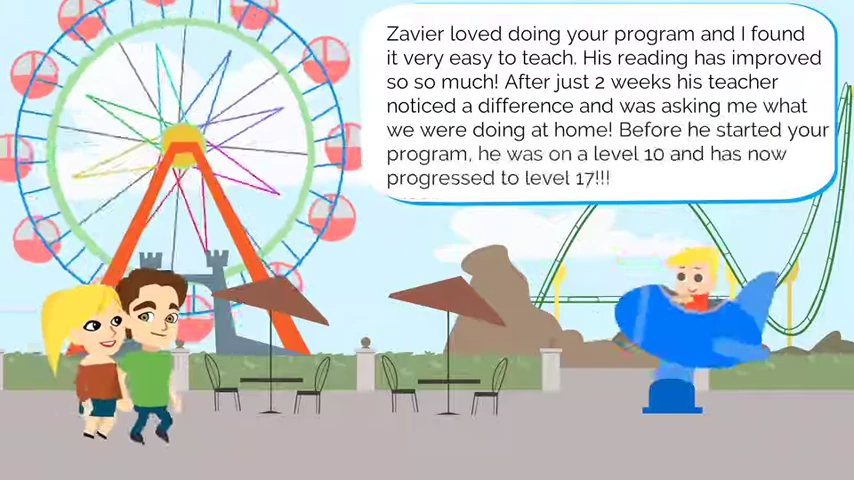 Zavier loved doing your program and I found
it very easy to teach. His reading has improved
so so much! After just 2 weeks his teacher
noticed a difference and was asking me what
we were doing at home! Before he started your
program, he was on a level 10 and has now
progressed to level 17!!!